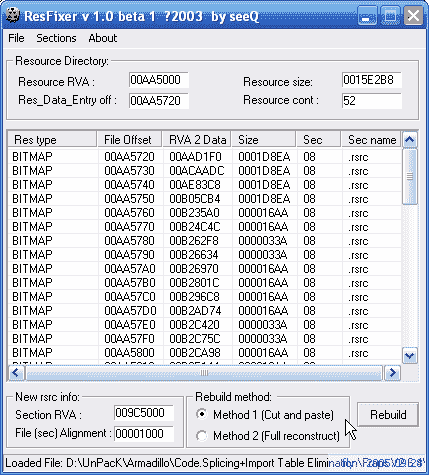 ResFixer v 1.0 beta 1 ?2003 by seeQ
File Sections About
Resource Directory:
Resource RVA : 00AA5000 Resource size: 0015E2B8
Res_Data_Entry off : 00AA5720 Resource cont : 52
Res type File Offset RVA 2 Data Size Sec Sec name
BITMAP 00AA5720 00AAD1F0 0001D8EA 08 .rsrc
BITMAP 00AA5730 00ACAADC 0001D8EA 08 .rsrc
BITMAP 00AA5740 00AE83C8 0001D8EA 08 .rsrc
BITMAP 00AA5750 00B05CB4 0001D8EA 08 .rsrc
BITMAP 00AA5760 00B235A0 000016AA 08 .rsrc
BITMAP 00AA5770 00B24C4C 000016AA 08 .rsrc
BITMAP 00AA5780 00B262F8 0000033A 08 .rsrc
BITMAP 00AA5790 00B26634 0000033A 08 .rsrc
BITMAP 00AA57A0 00B26970 000016AA 08 .rsrc
BITMAP 00AA57B0 00B2801C 000016AA 08 .rsrc
BITMAP 00AA57C0 00B296C8 000016AA 08 .rsrc
BITMAP 00AA57D0 00B2AD74 000016AA 08 .rsrc
BITMAP 00AA57E0 00B2C420 0000033A 08 .rsrc
BITMAP 00AA57F0 00B2C75C 0000033A 08 .rsrc
BITMAP 00AA5800 00B2CA98 000016AA 08 .rsrc
New rsrc info:
Section RVA : 009C5000
File (sec) Alignment : 00001000
Rebuild method:
Method 1 (Cut and paste)
Method 2 (Full reconstruct)
Rebuild
Loaded File: D:\UnPacK\Armadillo\Code.Splicing+Import Table Elimination\